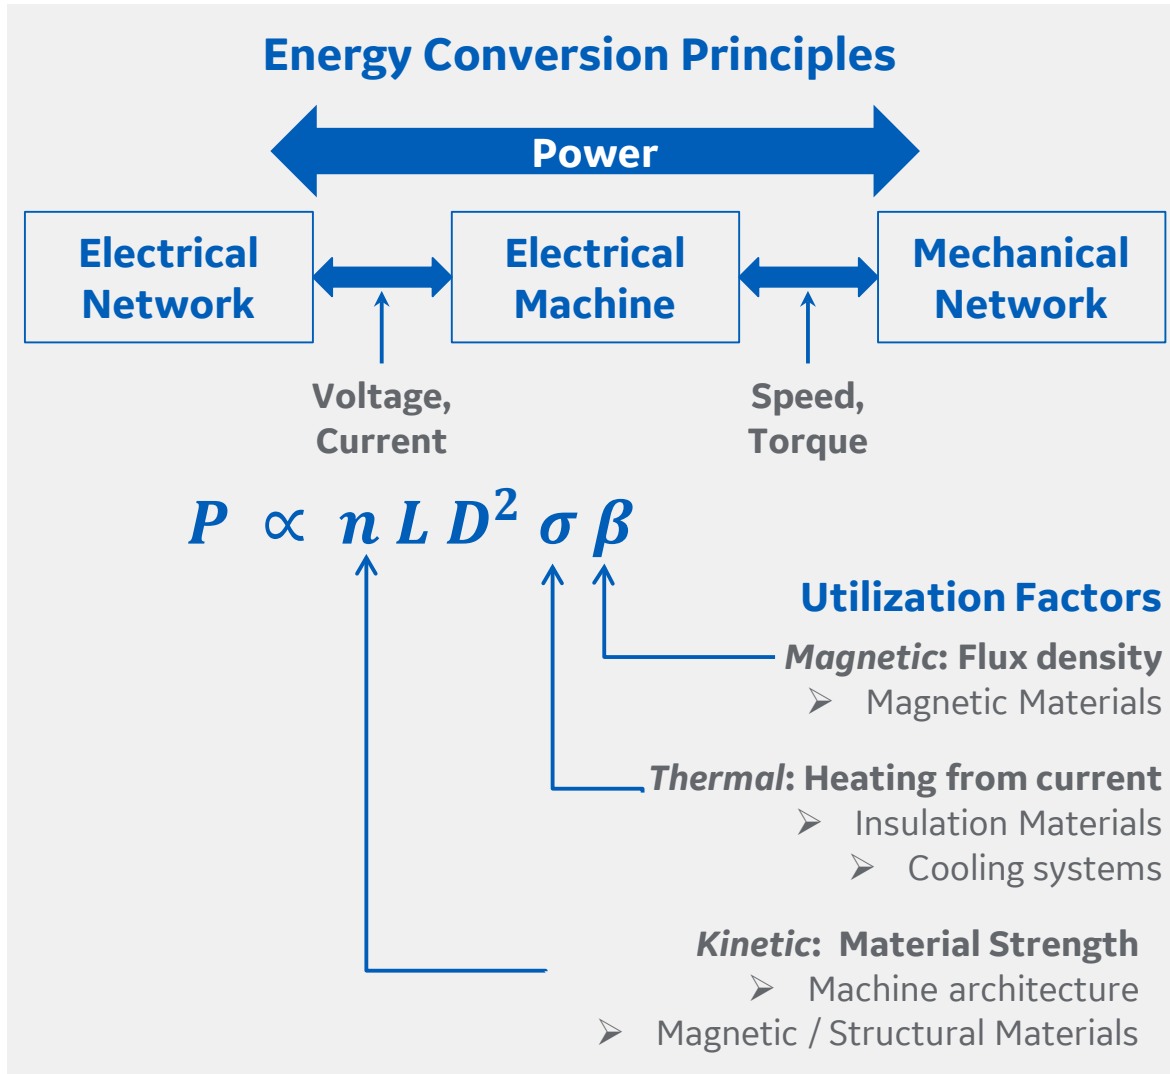 Energy Conversion Principles
Power
Electrical
Network
Electrical
Machine
Mechanical
Network
Voltage,
Current
Speed,
Torque
P ∝ n L D² σ β
Utilization Factors
Magnetic: Flux density
➢ Magnetic Materials
Thermal: Heating from current
➢ Insulation Materials
➢ Cooling systems
Kinetic: Material Strength
➢ Machine architecture
➢ Magnetic / Structural Materials